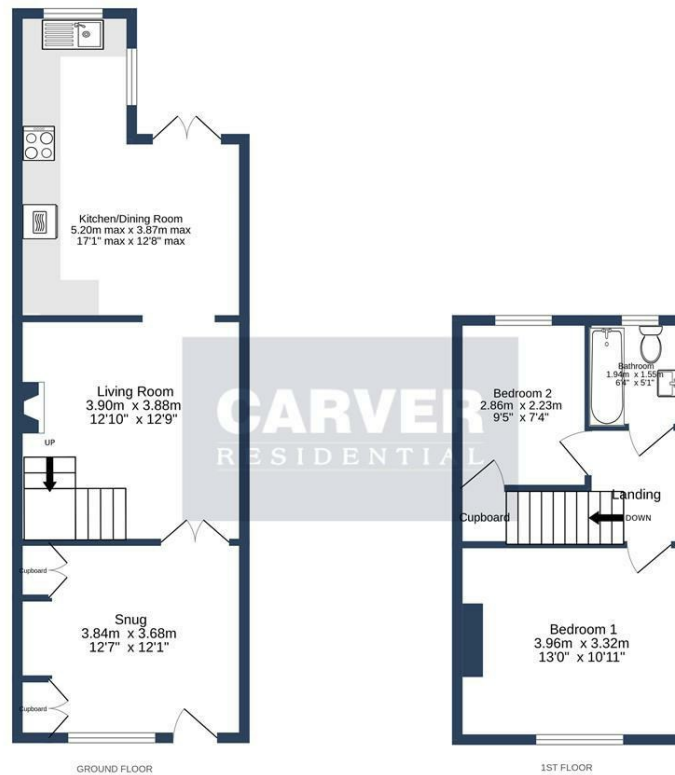 Kitchen/Dining Room
5.20m max x 3.87m max
17'1" max x 12'8" max
Living Room
3.90m x 3.88m
12'10" x 12'9"
UP
Cupboard
Snug
3.84m x 3.68m
12'7" x 12'1"
Cupboard
GROUND FLOOR
CARVER
RESIDENTIAL
Bathroom
1.94m x 1.55m
6'4" x 5'1"
Bedroom 2
2.86m x 2.23m
9'5" x 7'4"
Landing
Cupboard
DOWN
Bedroom 1
3.96m x 3.32m
13'0" x 10'11"
1ST FLOOR